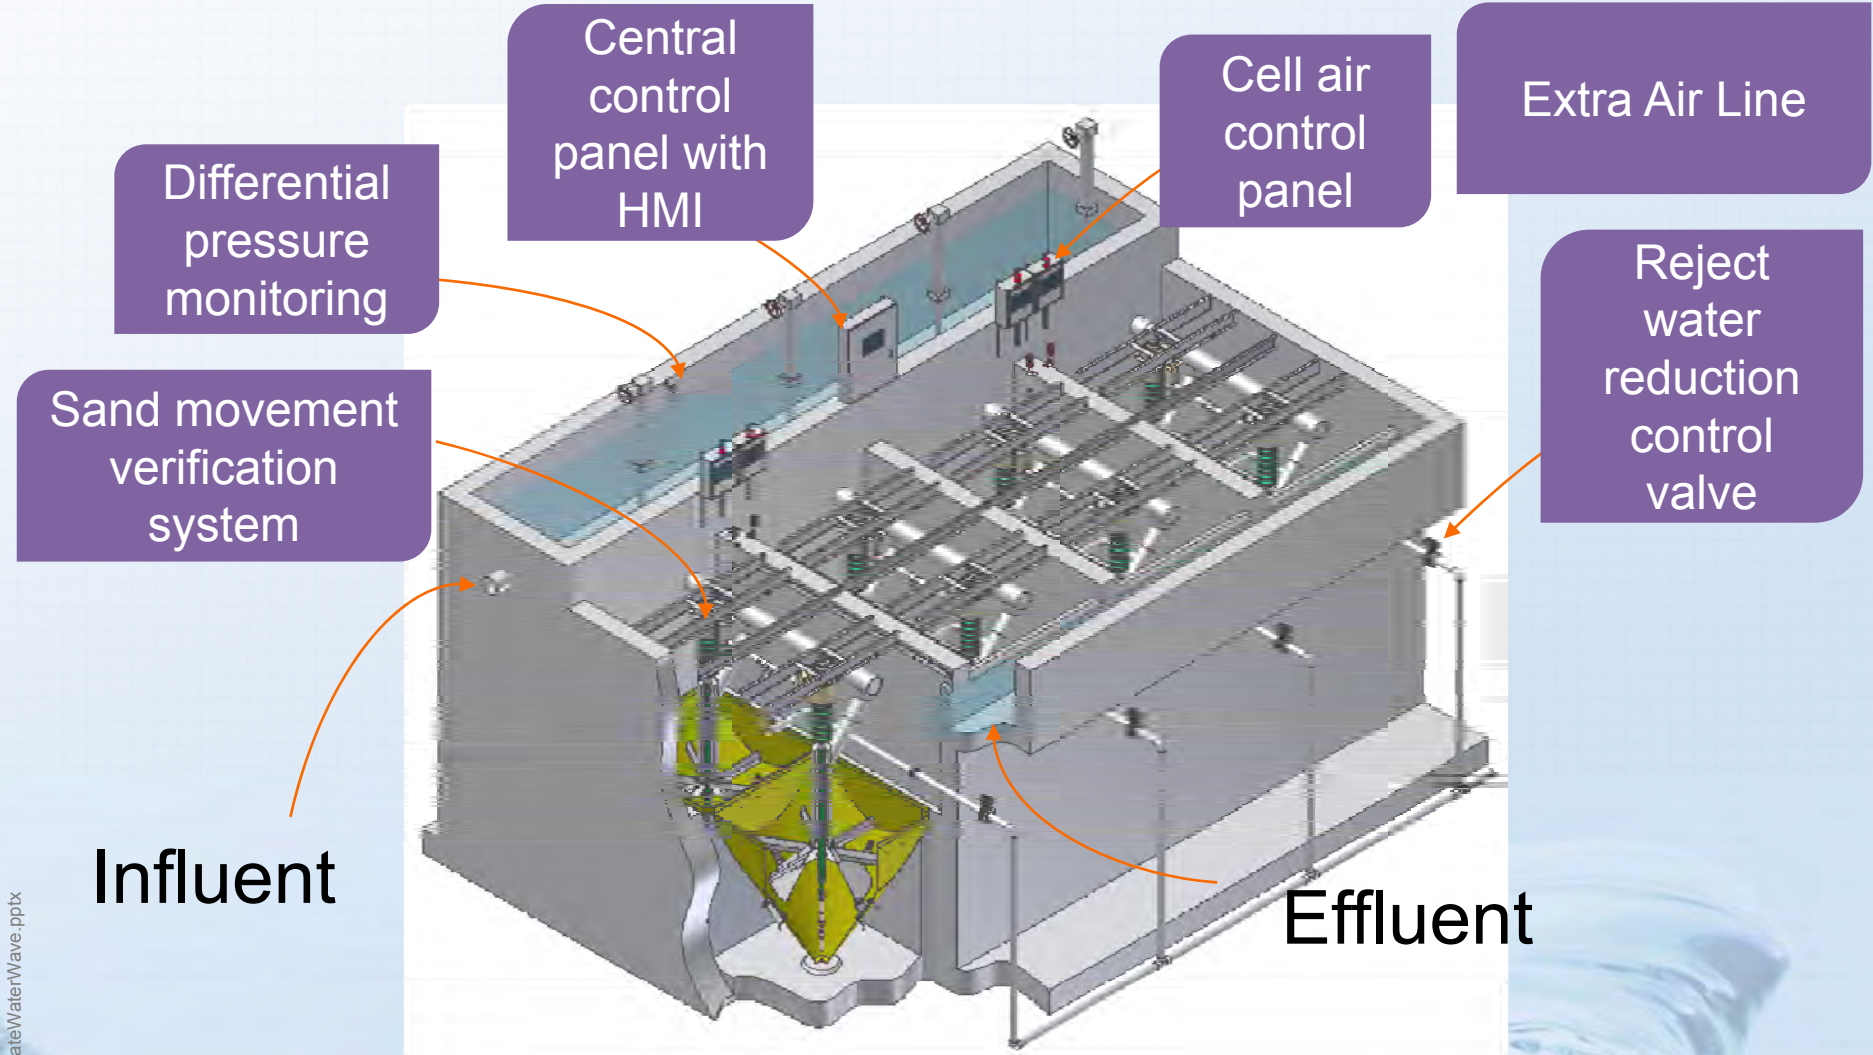 Central
control
panel with
HMI
Cell air
control
panel
Extra Air Line
Differential
pressure
monitoring
Reject
water
reduction
control
valve
Sand movement
verification
system
Influent
Effluent
ateWaterWave.pptx